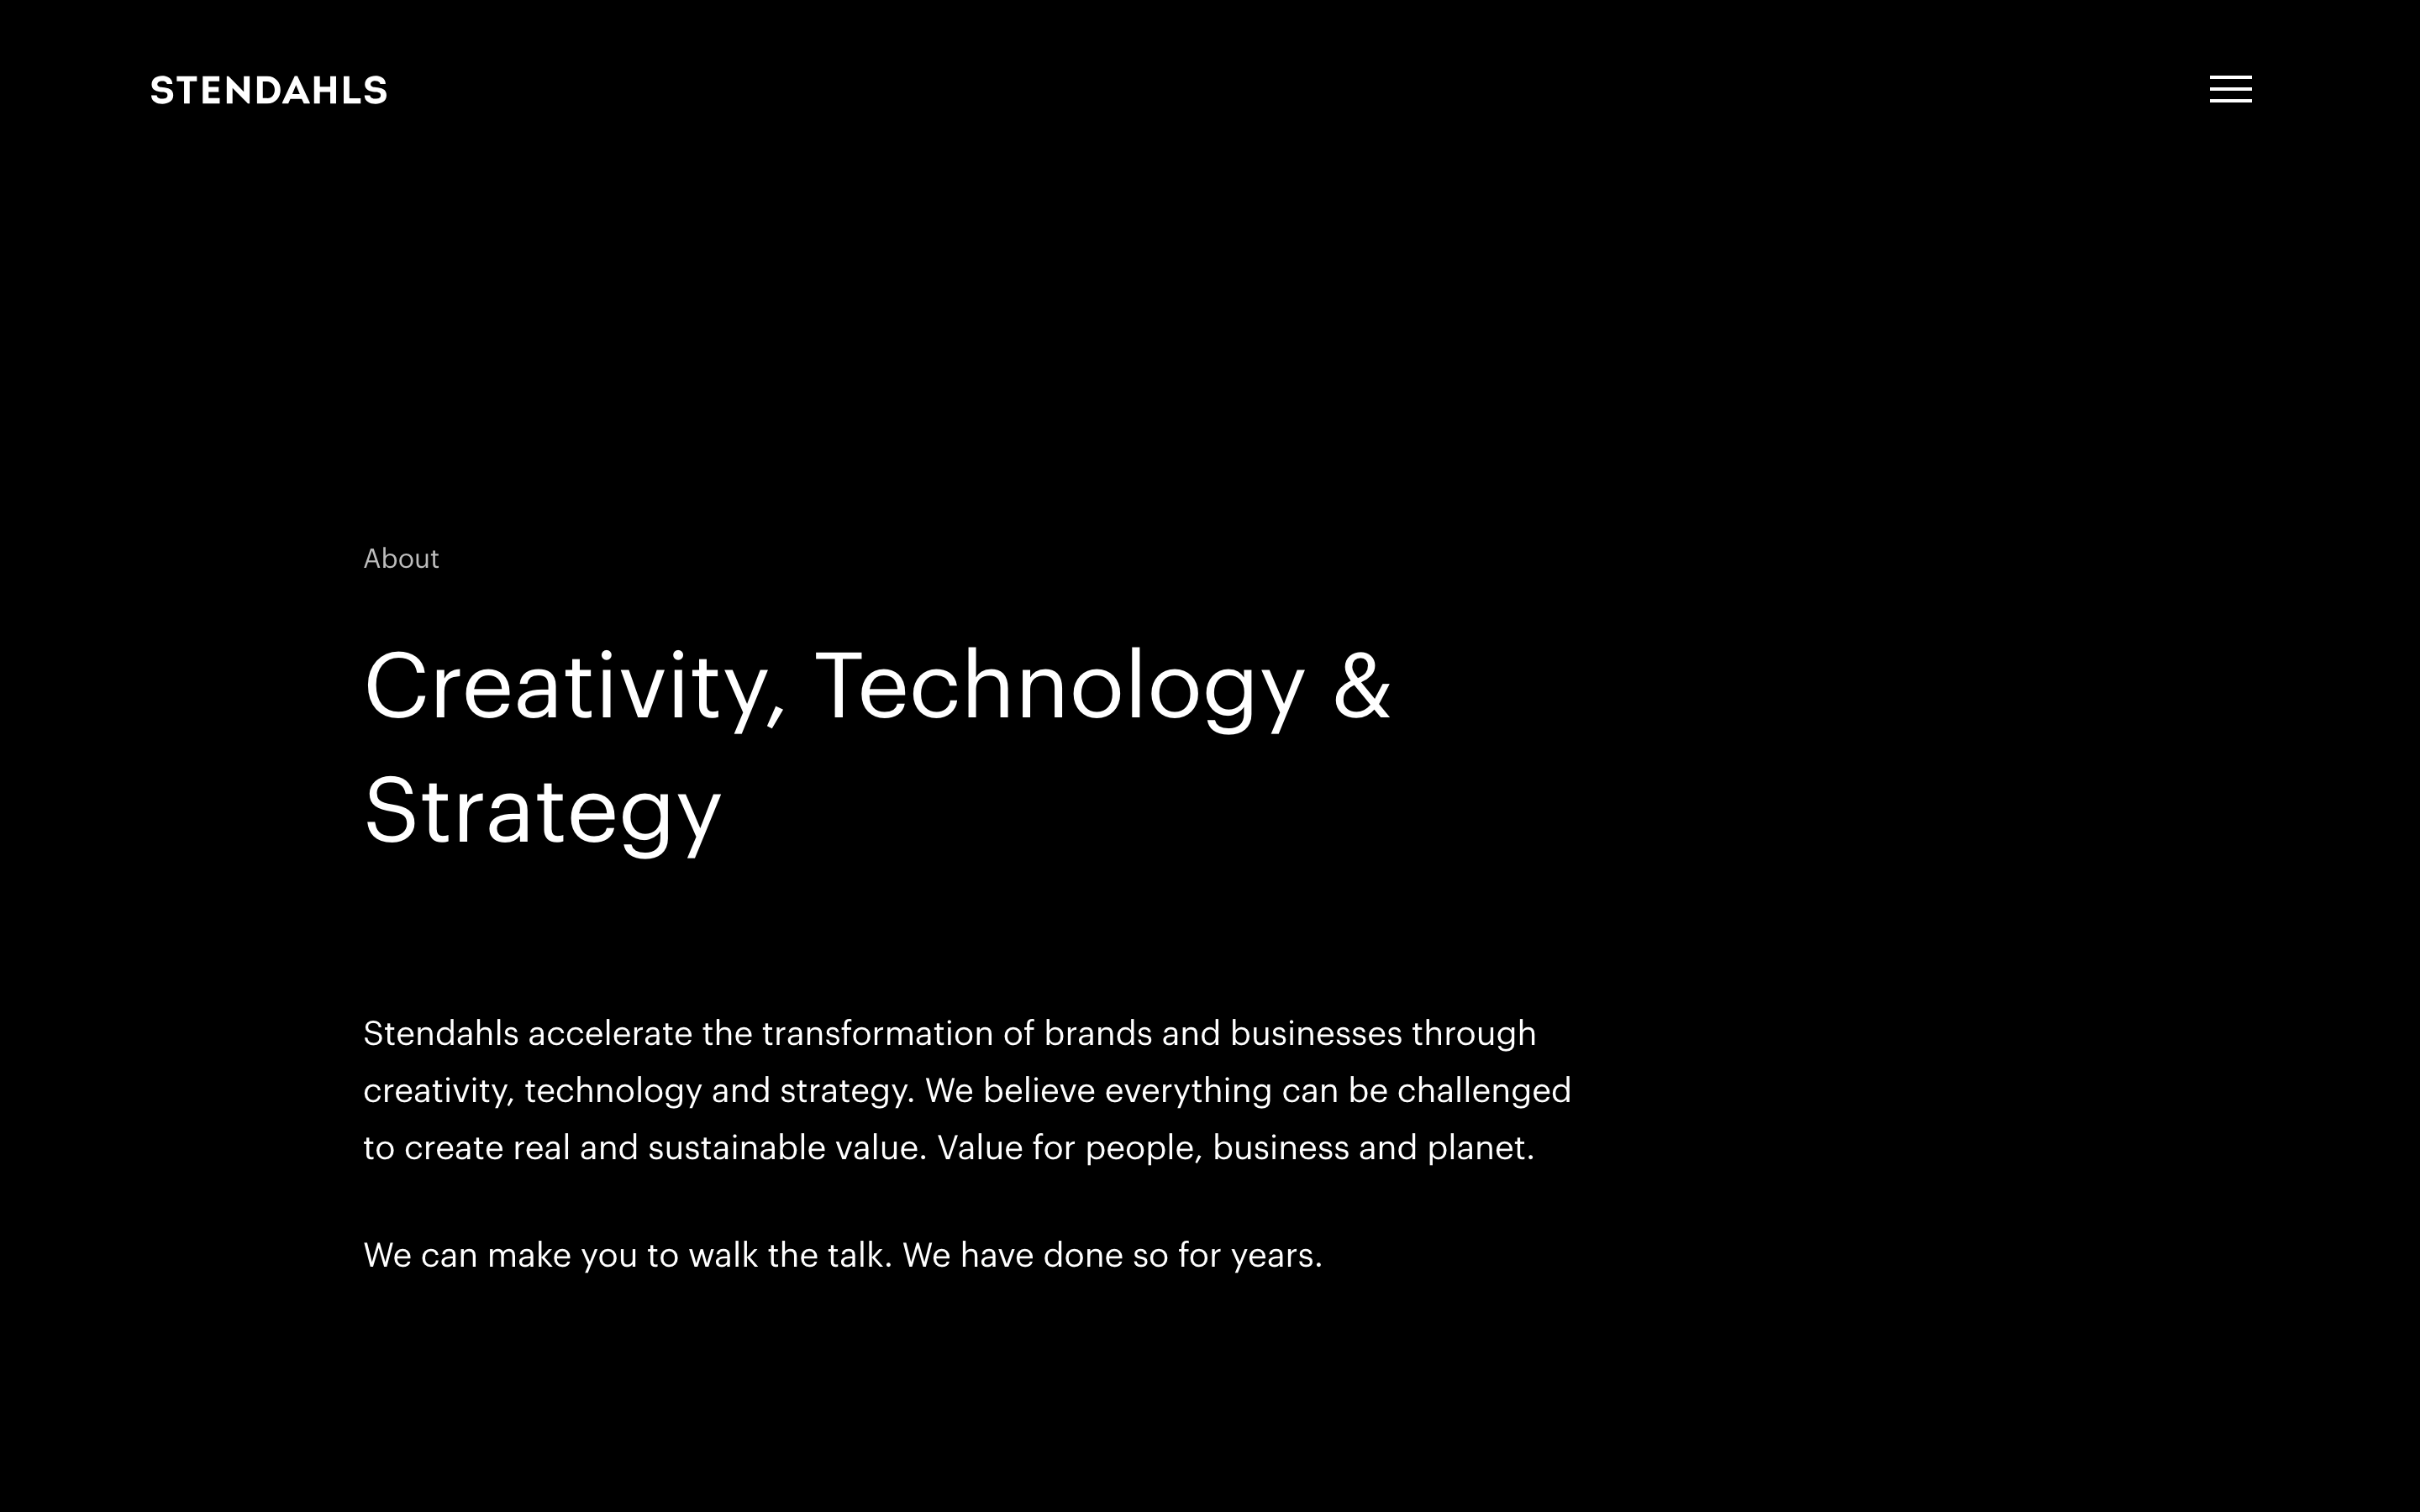 STENDAHLS
About
Creativity, Technology &
Strategy
Stendahls accelerate the transformation of brands and businesses through
creativity, technology and strategy. We believe everything can be challenged
to create real and sustainable value. Value for people, business and planet.
We can make you to walk the talk. We have done so for years.